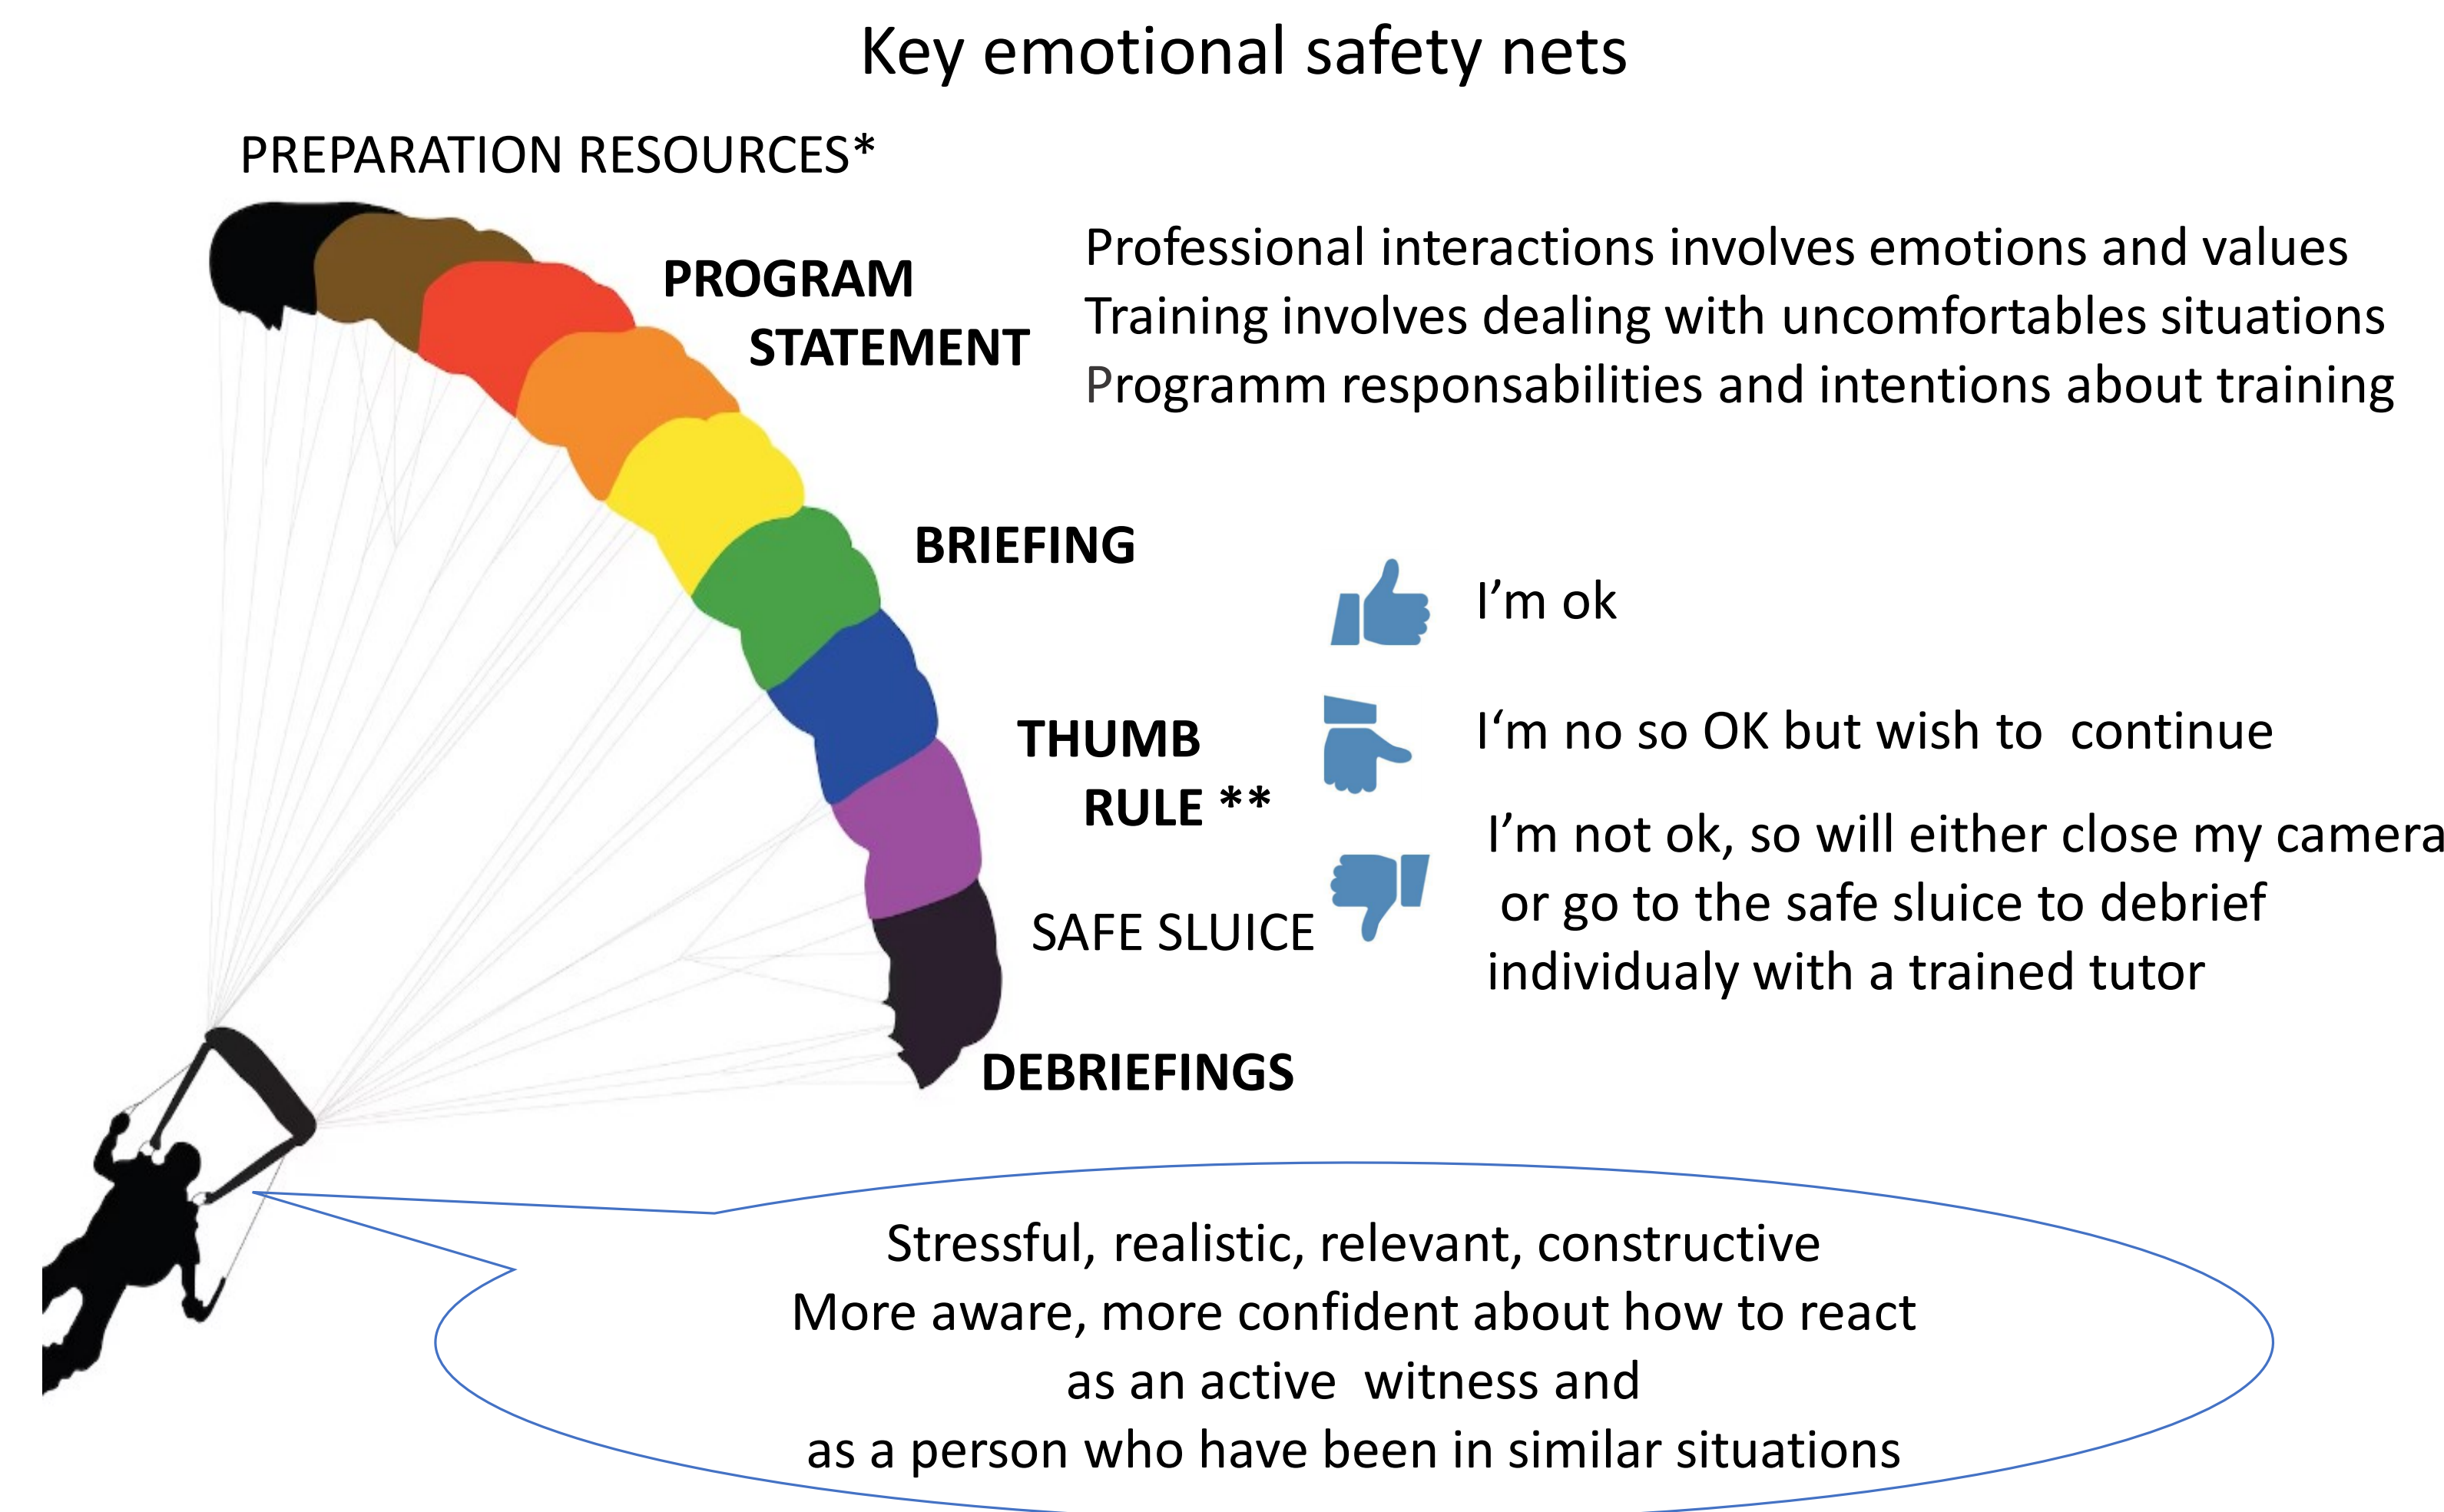 Key emotional safety nets
PREPARATION RESOURCES*
PROGRAM
STATEMENT
Professional interactions involves emotions and values
Training involves dealing with uncomfortables situations
Programm responsabilities and intentions about training
BRIEFING
I’m ok
THUMB
RULE **
I‘m no so OK but wish to  continue
I’m not ok, so will either close my camera
or go to the safe sluice to debrief
individualy with a trained tutor
SAFE SLUICE
DEBRIEFINGS
Stressful, realistic, relevant, constructive
More aware, more confident about how to react
as an active  witness and
as a person who have been in similar situations